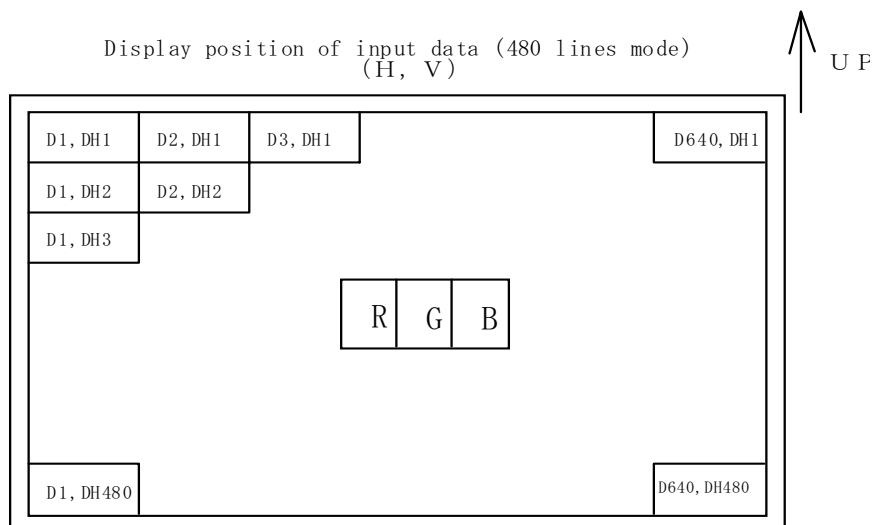 Display position of input data (480 lines mode)
(H, V)
UP
D1, DH1 D2, DH1 D3, DH1 D640, DH1
D1, DH2 D2, DH2
D1, DH3
R G B
D1, DH480 D640, DH480